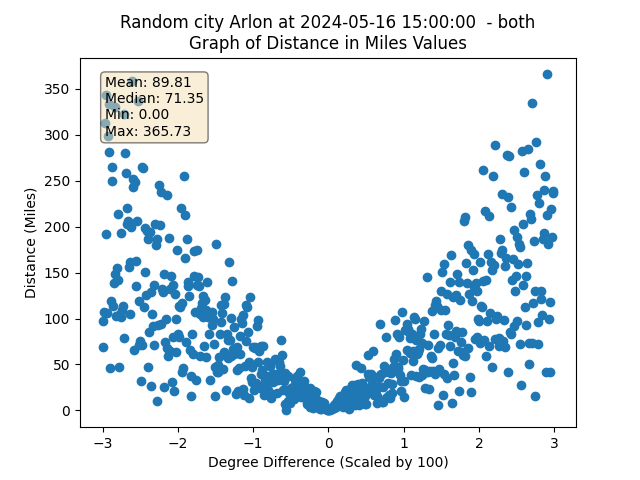 Random city Arlon at 2024-05-16 15:00:00  - both
Graph of Distance in Miles Values
Mean: 89.81
Median: 71.35
Min: 0.00
Max: 365.73
Distance (Miles)
350
300
250
200
150
100
50
0
−3 −2 −1 0 1 2 3
Degree Difference (Scaled by 100)